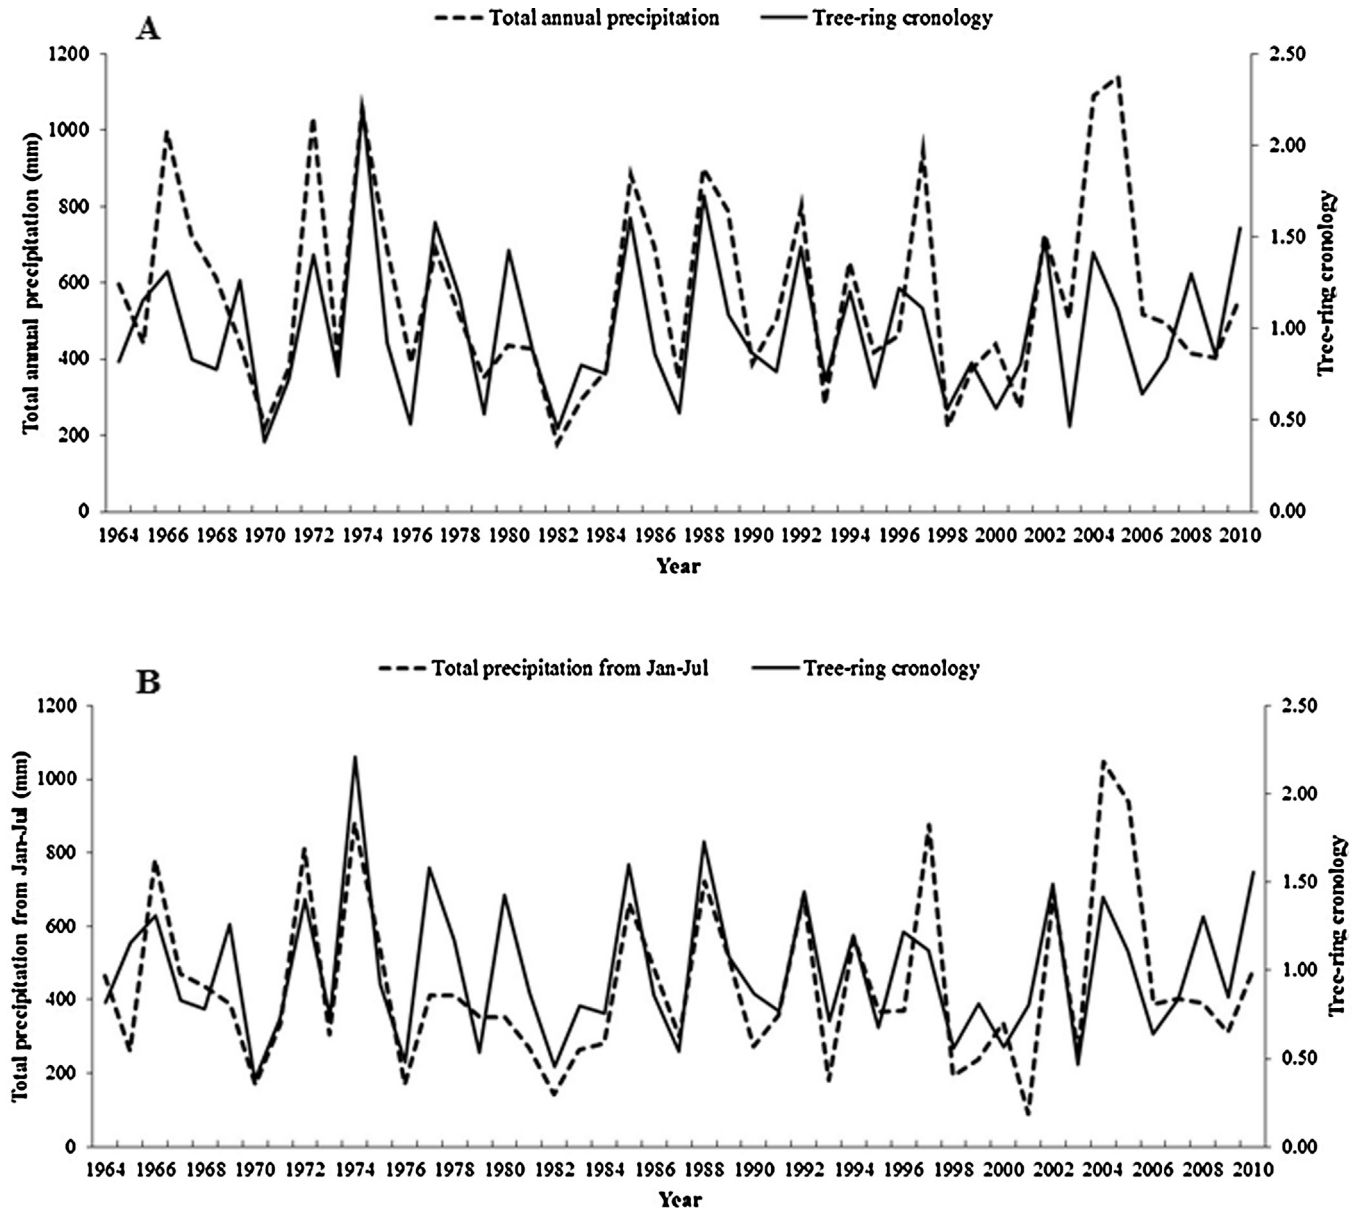 A
Total annual precipitation Tree-ring cronology
1200 2.50
1000 2.00
800 1.50
600 1.00
400 0.50
200 0.00
0
Total annual precipitation (mm)
Tree-ring cronology
1964 1966 1968 1970 1972 1974 1976 1978 1980 1982 1984 1986 1988 1990 1992 1994 1996 1998 2000 2002 2004 2006 2008 2010
Year
B
Total precipitation from Jan-Jul Tree-ring cronology
1200 2.50
1000 2.00
800 1.50
600 1.00
400 0.50
200 0.00
0
Total precipitation from Jan-Jul (mm)
Tree-ring cronology
1964 1966 1968 1970 1972 1974 1976 1978 1980 1982 1984 1986 1988 1990 1992 1994 1996 1998 2000 2002 2004 2006 2008 2010
Year